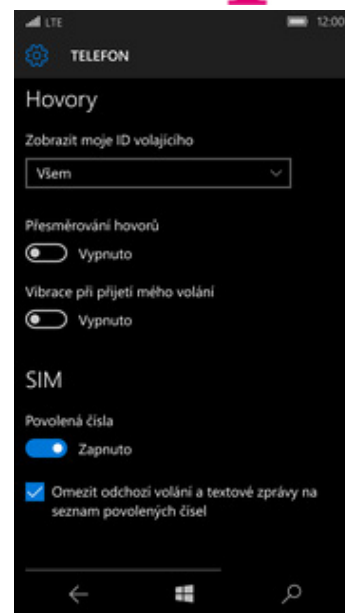 LTE 12:00
TELEFON
Hovory
Zobrazit moje ID volajícího
Všem
Přesměrování hovorů
Vypnuto
Vibrace při přijetí mého volání
Vypnuto
SIM
Povolená čísla
Zapnuto
Omezit odchozí volání a textové zprávy na
seznam povolených čísel